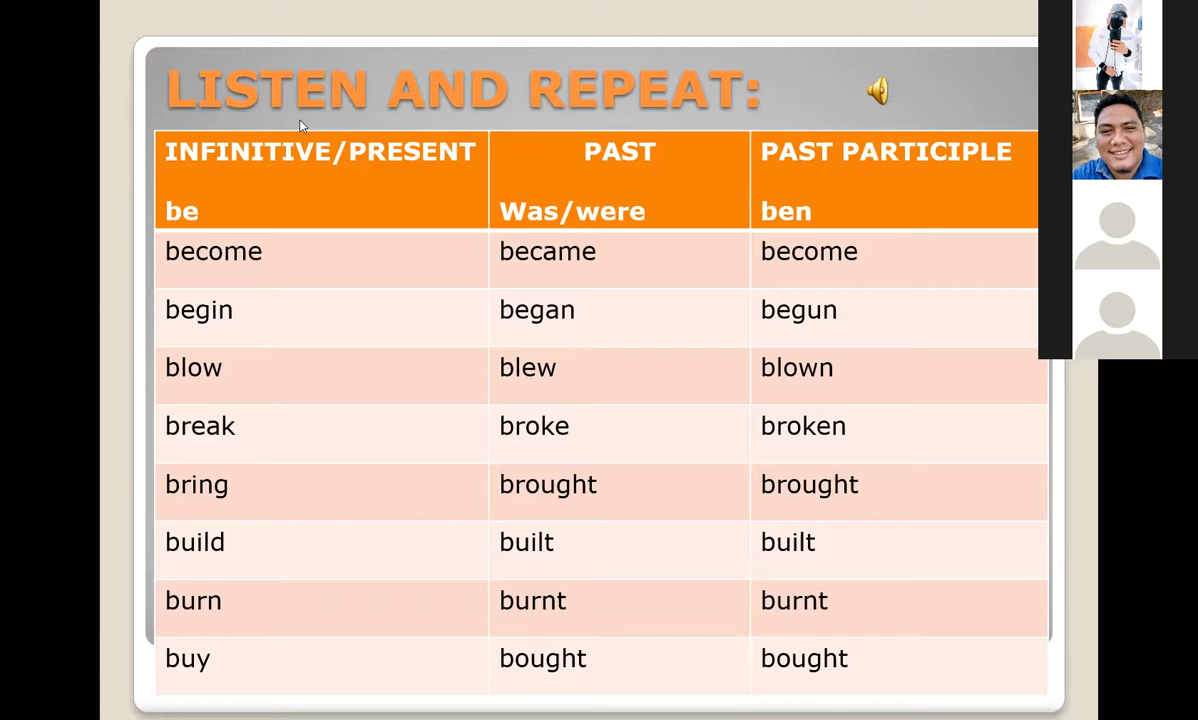 LISTEN AND REPEAT:
INFINITIVE/PRESENT PAST PAST PARTICIPLE
be Was/were ben
become became become
begin began begun
blow blew blown
break broke broken
bring brought brought
build built built
burn burnt burnt
buy bought bought